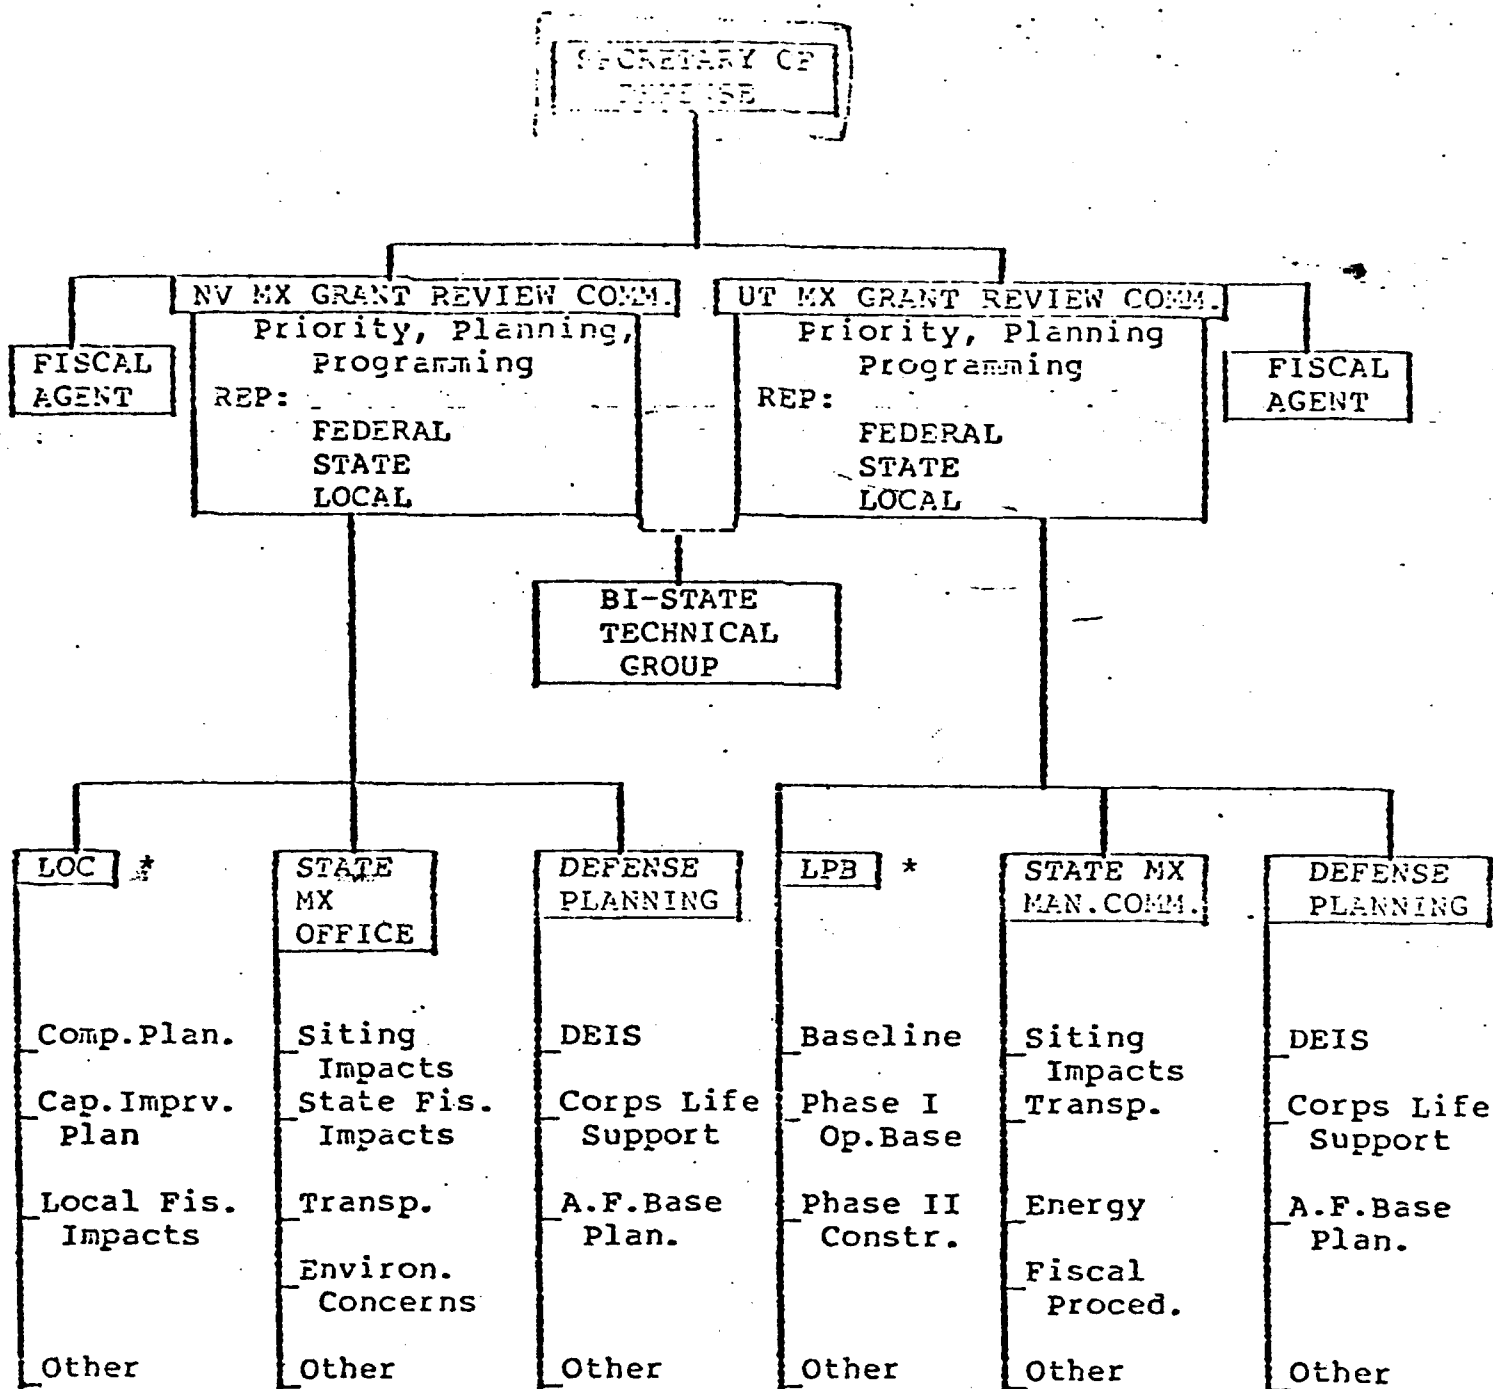 SECRETARY OF
DEFENSE
NV MX GRANT REVIEW COMM.
Priority, Planning,
Programming
REP:
FEDERAL
STATE
LOCAL
FISCAL
AGENT
UT MX GRANT REVIEW COMM.
Priority, Planning
Programming
REP:
FEDERAL
STATE
LOCAL
FISCAL
AGENT
BI-STATE
TECHNICAL
GROUP
LOC *
Comp.Plan.
Cap.Imprv.
Plan
Local Fis.
Impacts
Other
STATE
MX
OFFICE
Siting
Impacts
State Fis.
Impacts
Transp.
Environ.
Concerns
Other
DEFENSE
PLANNING
DEIS
Corps Life
Support
A.F.Base
Plan.
Other
LPB *
Baseline
Phase I
Op.Base
Phase II
Constr.
Other
STATE MX
MAN.COMM.
Siting
Impacts
Transp.
Energy
Fiscal
Proced.
Other
DEFENSE
PLANNING
DEIS
Corps Life
Support
A.F.Base
Plan.
Other